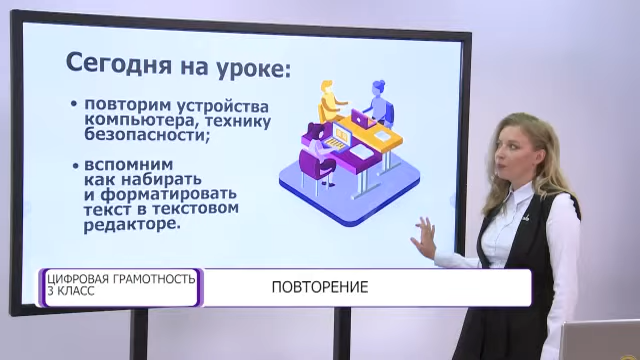 Сегодня на уроке:
• повторим устройства
компьютера, технику
безопасности;
• вспомним
как набирать
и форматировать
текст в текстовом
редакторе.
ЦИФРОВАЯ ГРАМОТНОСТЬ
3 КЛАСС
ПОВТОРЕНИЕ